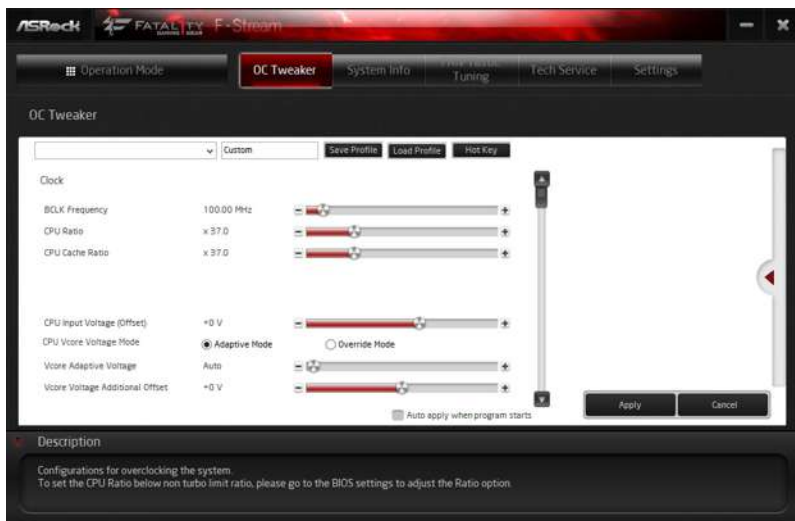 ASRock FATAL1TY F-Stream
GAMING GEAR
Operation Mode OC Tweaker System Info Tuning Tech Service Settings
OC Tweaker
Custom Save Profile Load Profile Hot Key
Clock
BCLK Frequency 100.00 MHz
CPU Ratio x 37.0
CPU Cache Ratio x 37.0
CPU Input Voltage (Offset) +0 V
CPU Vcore Voltage Mode Adaptive Mode Override Mode
Vcore Adaptive Voltage Auto
Vcore Voltage Additional Offset +0 V
Auto apply when program starts
Apply Cancel
Description
Configurations for overclocking the system.
To set the CPU Ratio below non turbo limit ratio, please go to the BIOS settings to adjust the Ratio option.